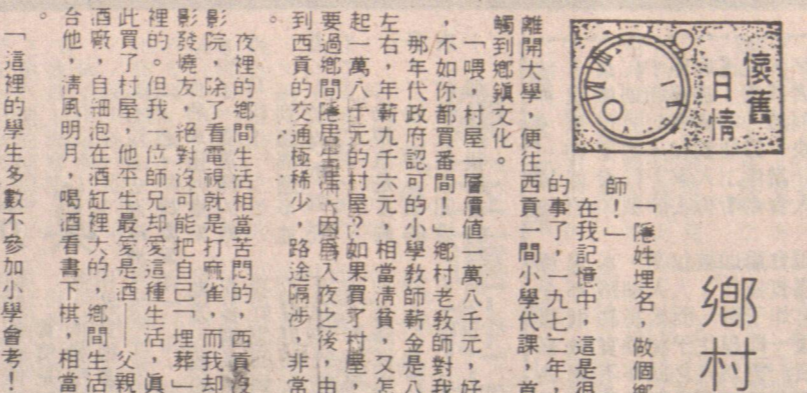 懷舊
日情
鄉村
「隱姓埋名，做個鄉
師！」
在我記憶中，這是很
的事了，一九七二年，
離開大學，便往西貢一間小學代課，首
觸到鄉鎮文化。
「喂，村屋一層價值一萬八千元，好
，不如你都買番間！」鄉村老教師對我
那年代政府認可的小學教師薪金是八
左右，年薪九千六元，相當清貧，又怎
起一萬八千元的村屋？如果買了村屋，
要過鄉間隱居生活，因為入夜之後，由
到西貢的交通極稀少，路途隔涉，非常
。
夜裡的鄉間生活相當苦悶的，西貢沒
影院，除了看電視就是打麻雀，而我却
影發燒友，絕對沒可能把自己「埋葬」
裡的。但我一位師兄却愛這種生活，眞
此買了村屋，他平生最愛是酒——父親
酒廠，自細泡在酒缸裡大的，鄉間生活
台他，清風明月，喝酒看書下棋，相當
。
「這裡的學生多數不參加小學會考！